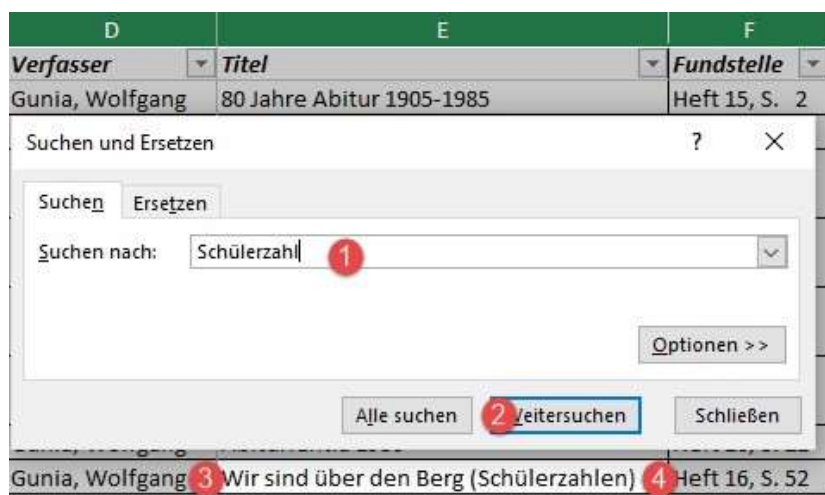 D E F
Verfasser Titel Fundstelle
Gunia, Wolfgang 80 Jahre Abitur 1905-1985 Heft 15, S. 2
Suchen und Ersetzen ? X
Suchen Ersetzen
Suchen nach: Schülerzahl 1
Optionen >>
Alle suchen 2 eitersuchen Schließen
Gunia, Wolfgang 3 Wir sind über den Berg (Schülerzahlen) 4 Heft 16, S. 52